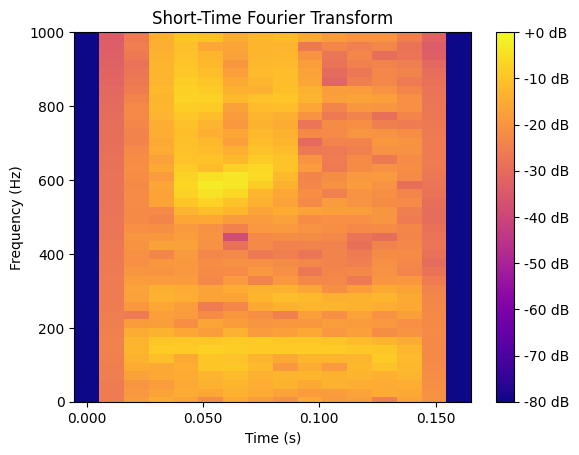 Short-Time Fourier Transform
1000
800
600
400
200
0
Frequency (Hz)
0.000
0.050
0.100
0.150
Time (s)
+0 dB
-10 dB
-20 dB
-30 dB
-40 dB
-50 dB
-60 dB
-70 dB
-80 dB